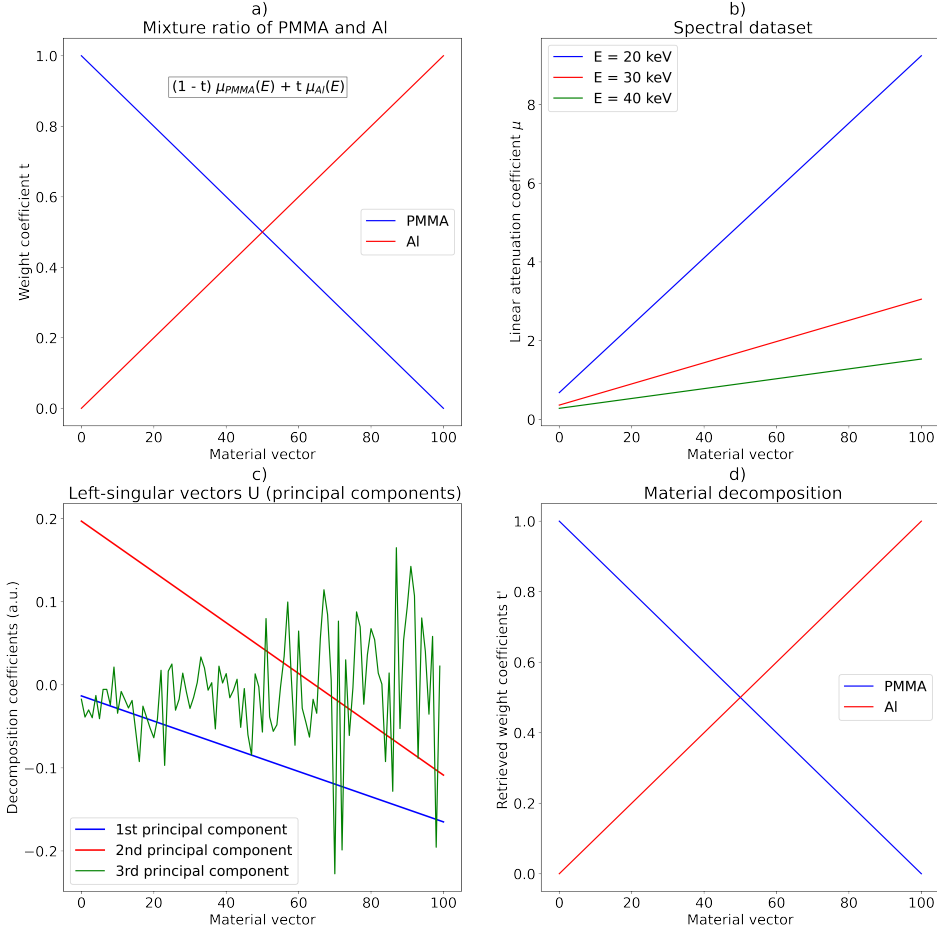 a)
Mixture ratio of PMMA and Al
(1 - t) μPMMA(E) + t μAl(E)
Weight coefficient t
1.0
0.8
0.6
0.4
0.2
0.0
PMMA
Al
0 20 40 60 80 100
Material vector
b)
Spectral dataset
E = 20 keV
E = 30 keV
E = 40 keV
Linear attenuation coefficient μ
8
6
4
2
0
0 20 40 60 80 100
Material vector
c)
Left-singular vectors U (principal components)
Decomposition coefficients (a.u.)
0.2
0.1
0.0
−0.1
−0.2
1st principal component
2nd principal component
3rd principal component
0 20 40 60 80 100
Material vector
d)
Material decomposition
Retrieved weight coefficients t'
1.0
0.8
0.6
0.4
0.2
0.0
PMMA
Al
0 20 40 60 80 100
Material vector